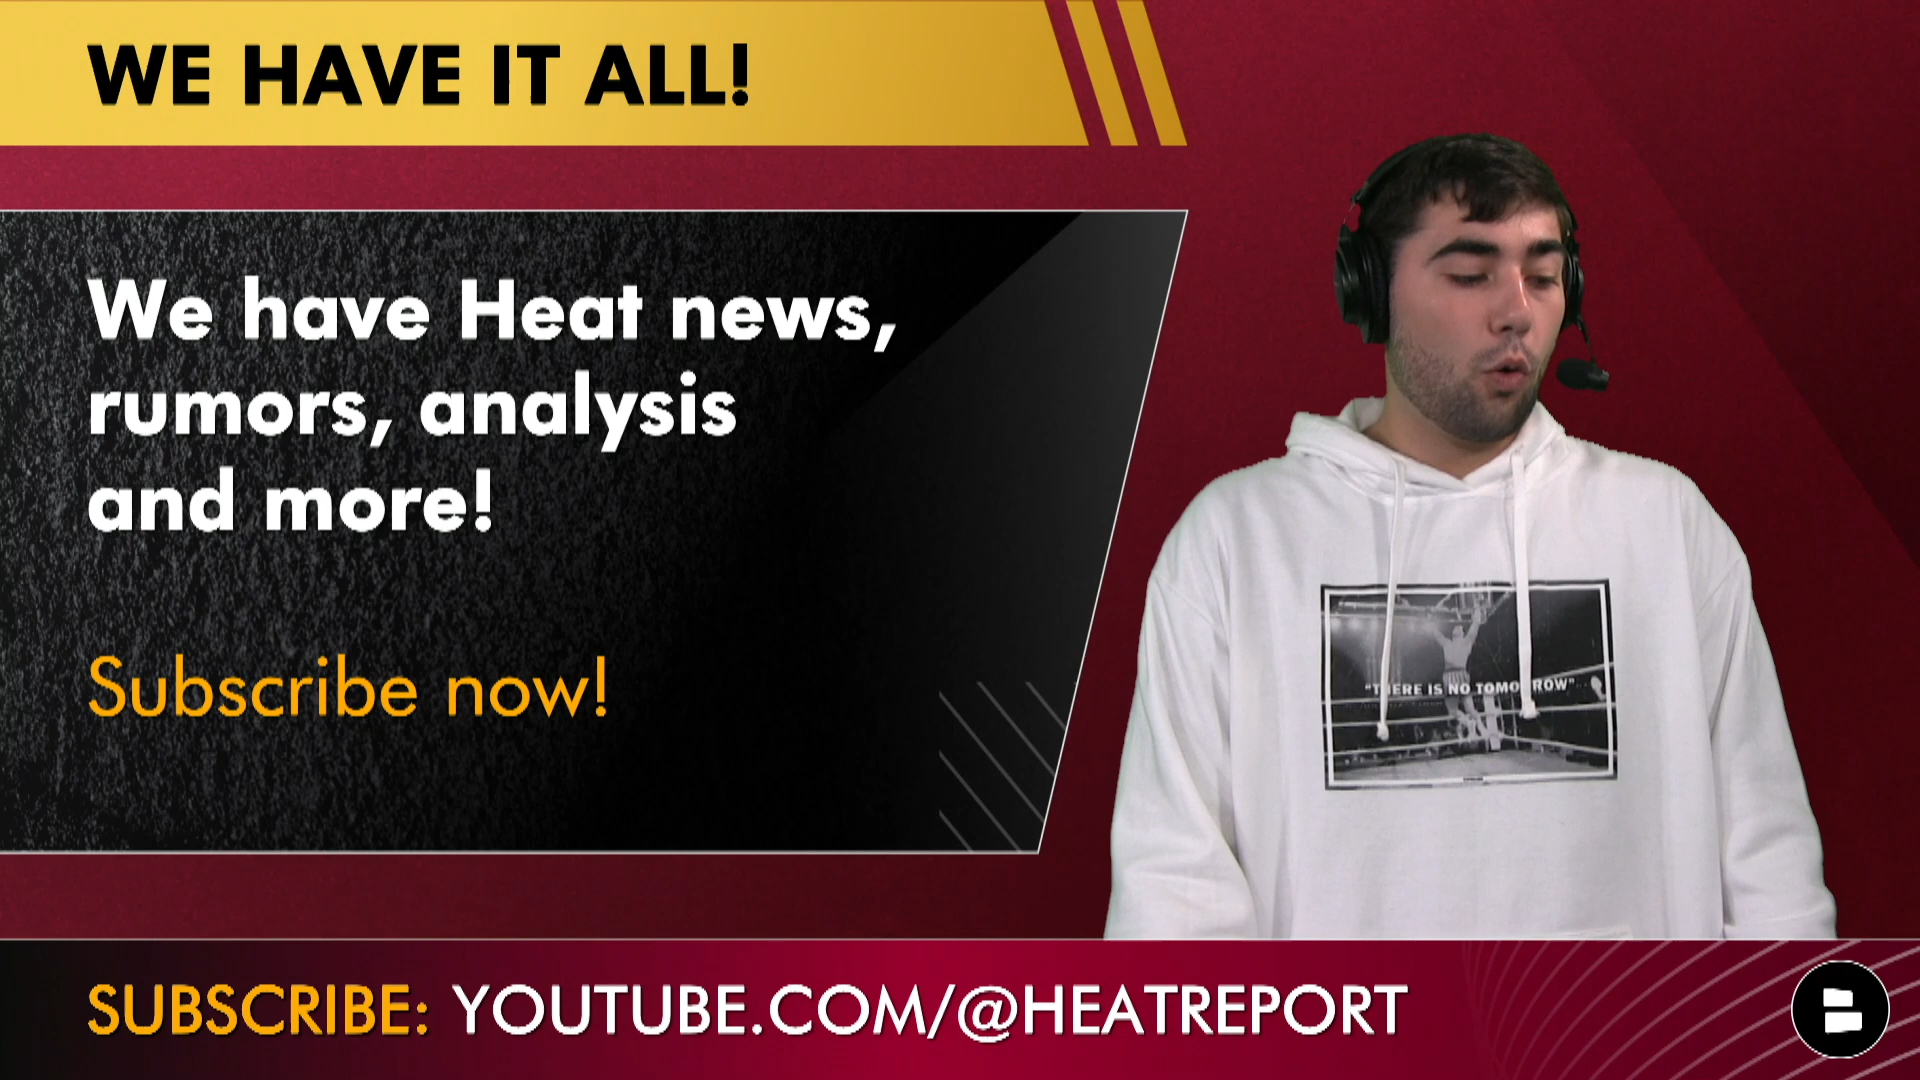 WE HAVE IT ALL!
We have Heat news,
rumors, analysis
and more!
Subscribe now!
"THERE IS NO TOMORROW"
SUBSCRIBE: YOUTUBE.COM/@HEATREPORT